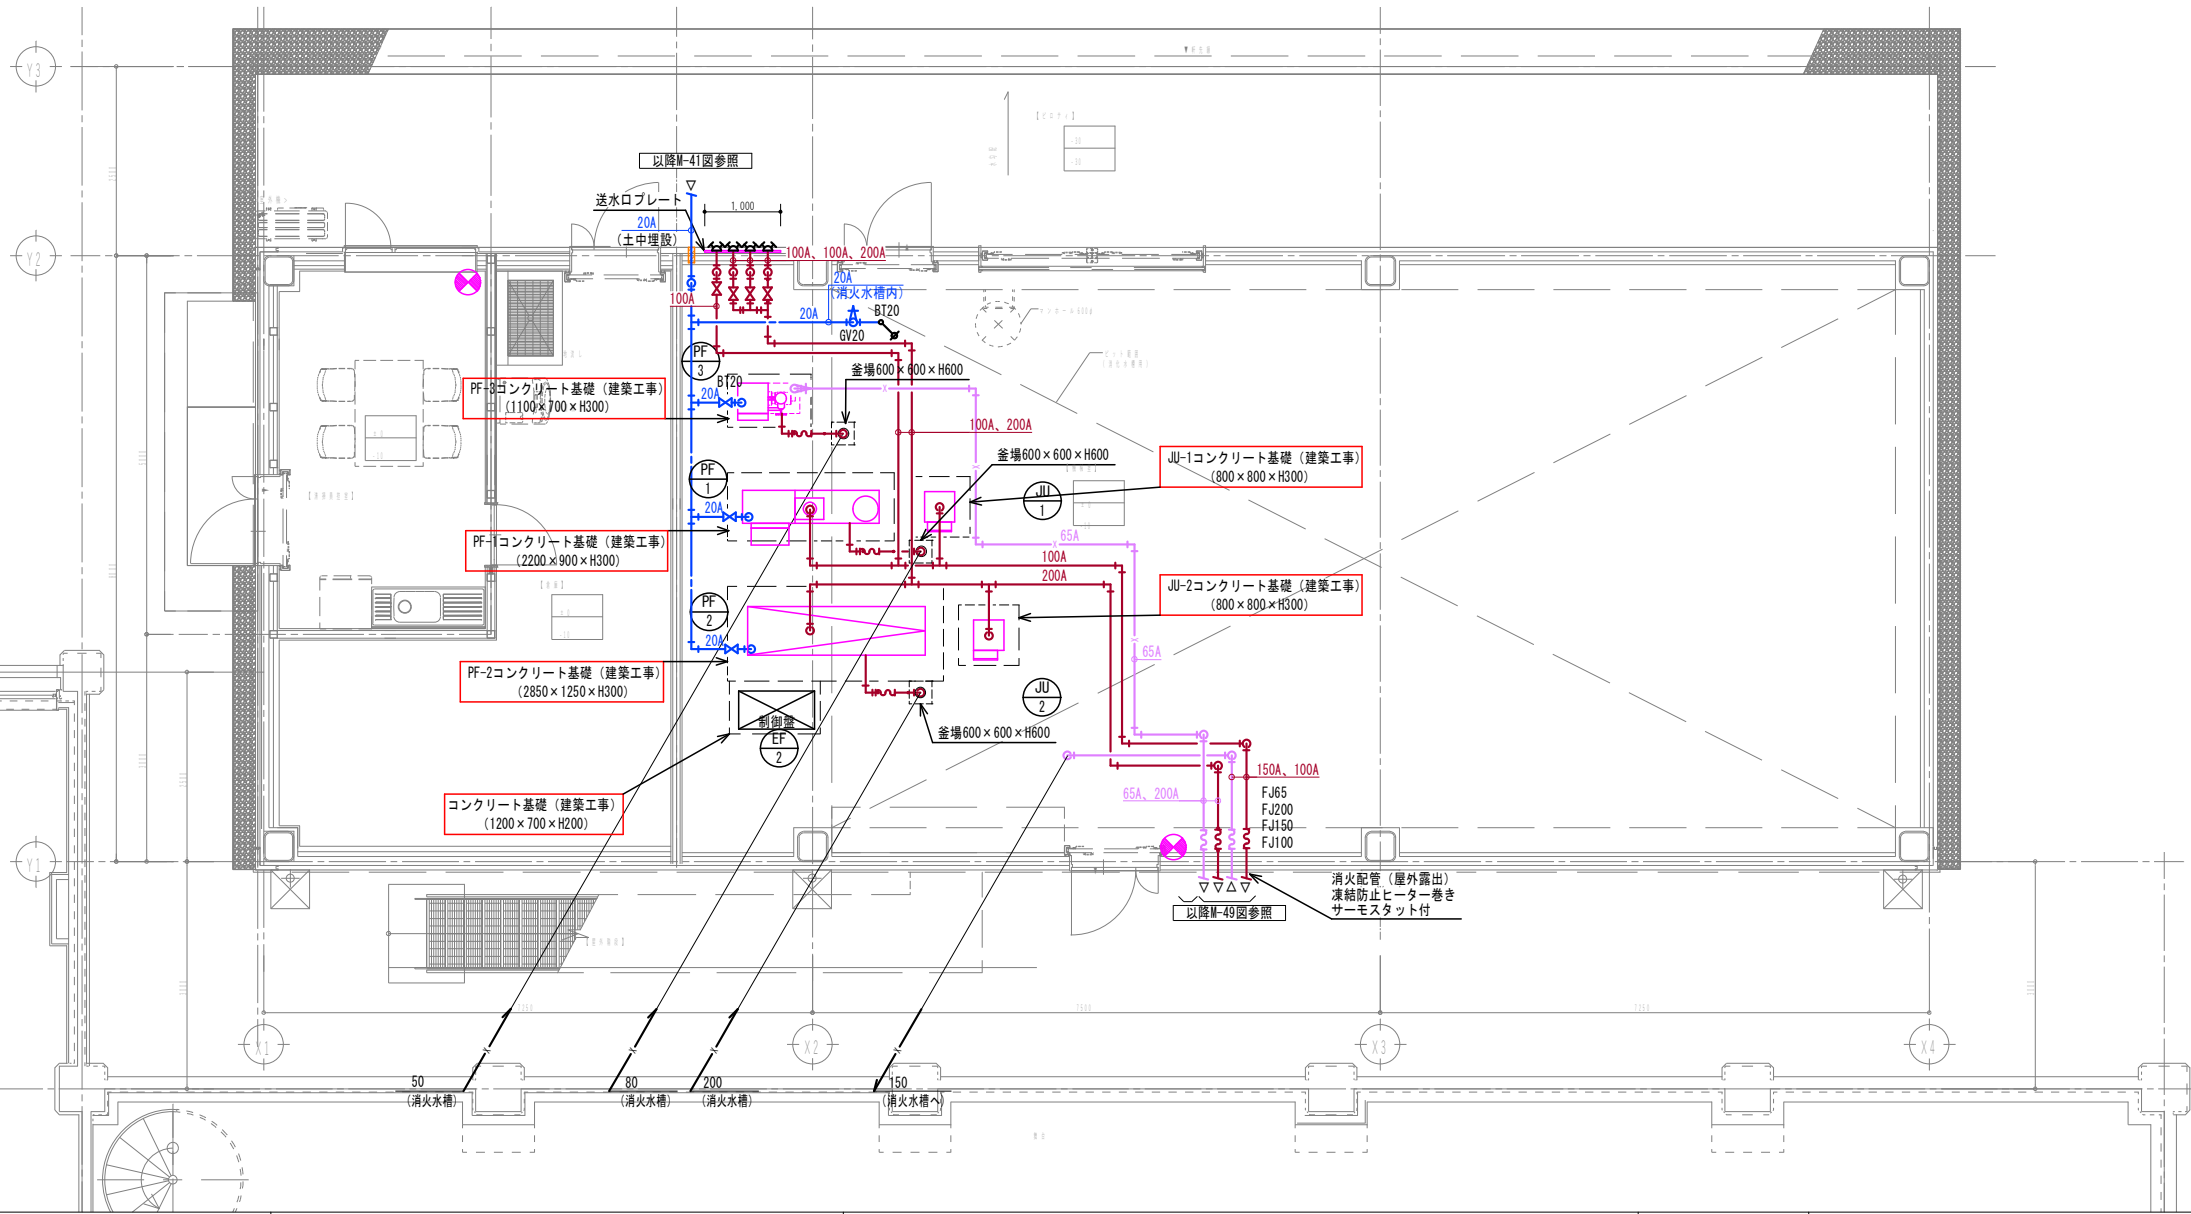 Y3
以降M-41図参照
送水口プレート
1,000
20A
(土中埋設)
Y2
100A、100A、200A
20A
(消火水槽内)
100A
20A
BT20
GV20
PF
3
釜場600×600×H600
PF-3コンクリート基礎(建築工事)
(1100×700×H300)
BT20
20A
100A、200A
釜場600×600×H600
JU-1コンクリート基礎(建築工事)
(800×800×H300)
PF
1
JU
1
20A
PF-1コンクリート基礎(建築工事)
(2200×900×H300)
65A
100A
200A
JU-2コンクリート基礎(建築工事)
(800×800×H300)
PF
2
20A
65A
PF-2コンクリート基礎(建築工事)
(2850×1250×H300)
JU
2
制御盤
EF
2
釜場600×600×H600
コンクリート基礎(建築工事)
(1200×700×H200)
150A、100A
65A、200A
FJ65
FJ200
FJ150
FJ100
Y1
消火配管(屋外露出)
凍結防止ヒーター巻き
サーモスタット付
以降M-49図参照
7250
7500
7250
X1
X2
X3
X4
50
(消火水槽)
80
(消火水槽)
200
(消火水槽)
150
(消火水槽へ)